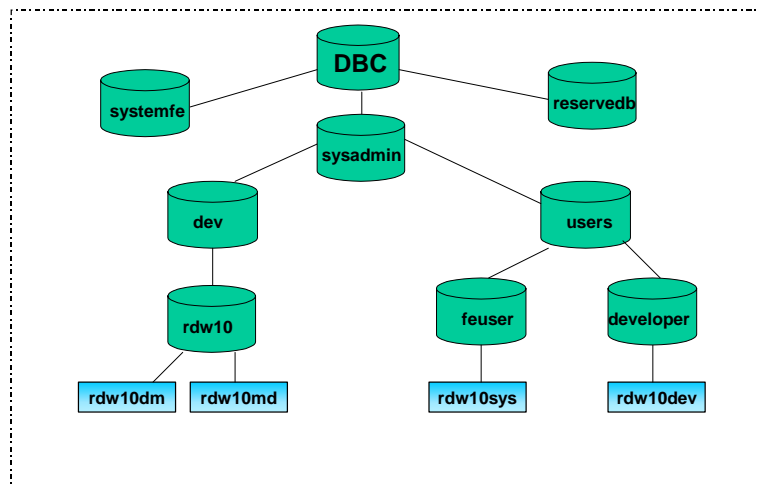 DBC
systemfe
reservedb
sysadmin
dev
users
rdw10
feuser
developer
rdw10dm
rdw10md
rdw10sys
rdw10dev